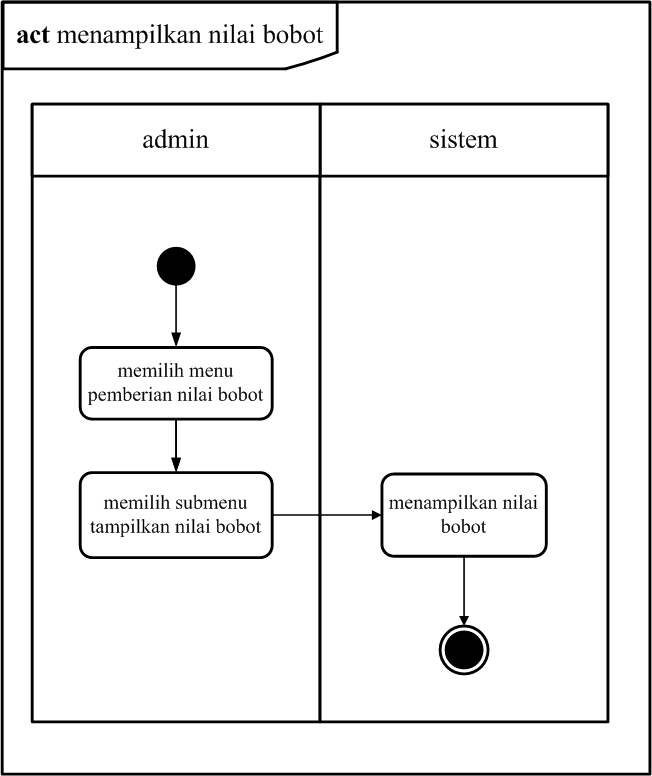 act menampilkan nilai bobot
admin
sistem
memilih menu
pemberian nilai bobot
memilih submenu
tampilkan nilai bobot
menampilkan nilai
bobot